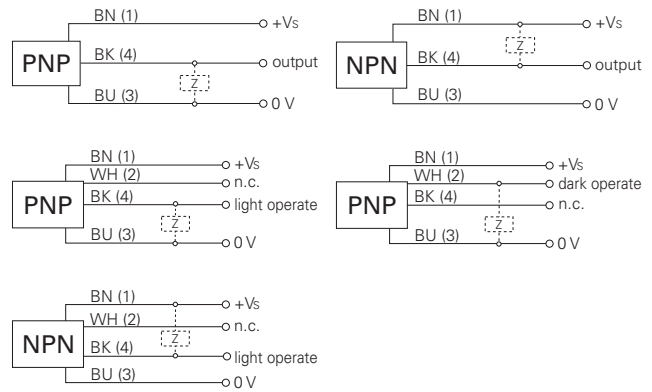 BN (1)
+Vs
PNP
BK (4)
output
Z
BU (3)
0 V
BN (1)
+Vs
Z
NPN
BK (4)
output
BU (3)
0 V
BN (1)
+Vs
WH (2)
n.c.
PNP
BK (4)
light operate
Z
BU (3)
0 V
BN (1)
+Vs
WH (2)
dark operate
PNP
BK (4)
n.c.
Z
BU (3)
0 V
BN (1)
+Vs
WH (2)
n.c.
NPN
Z
BK (4)
light operate
BU (3)
0 V